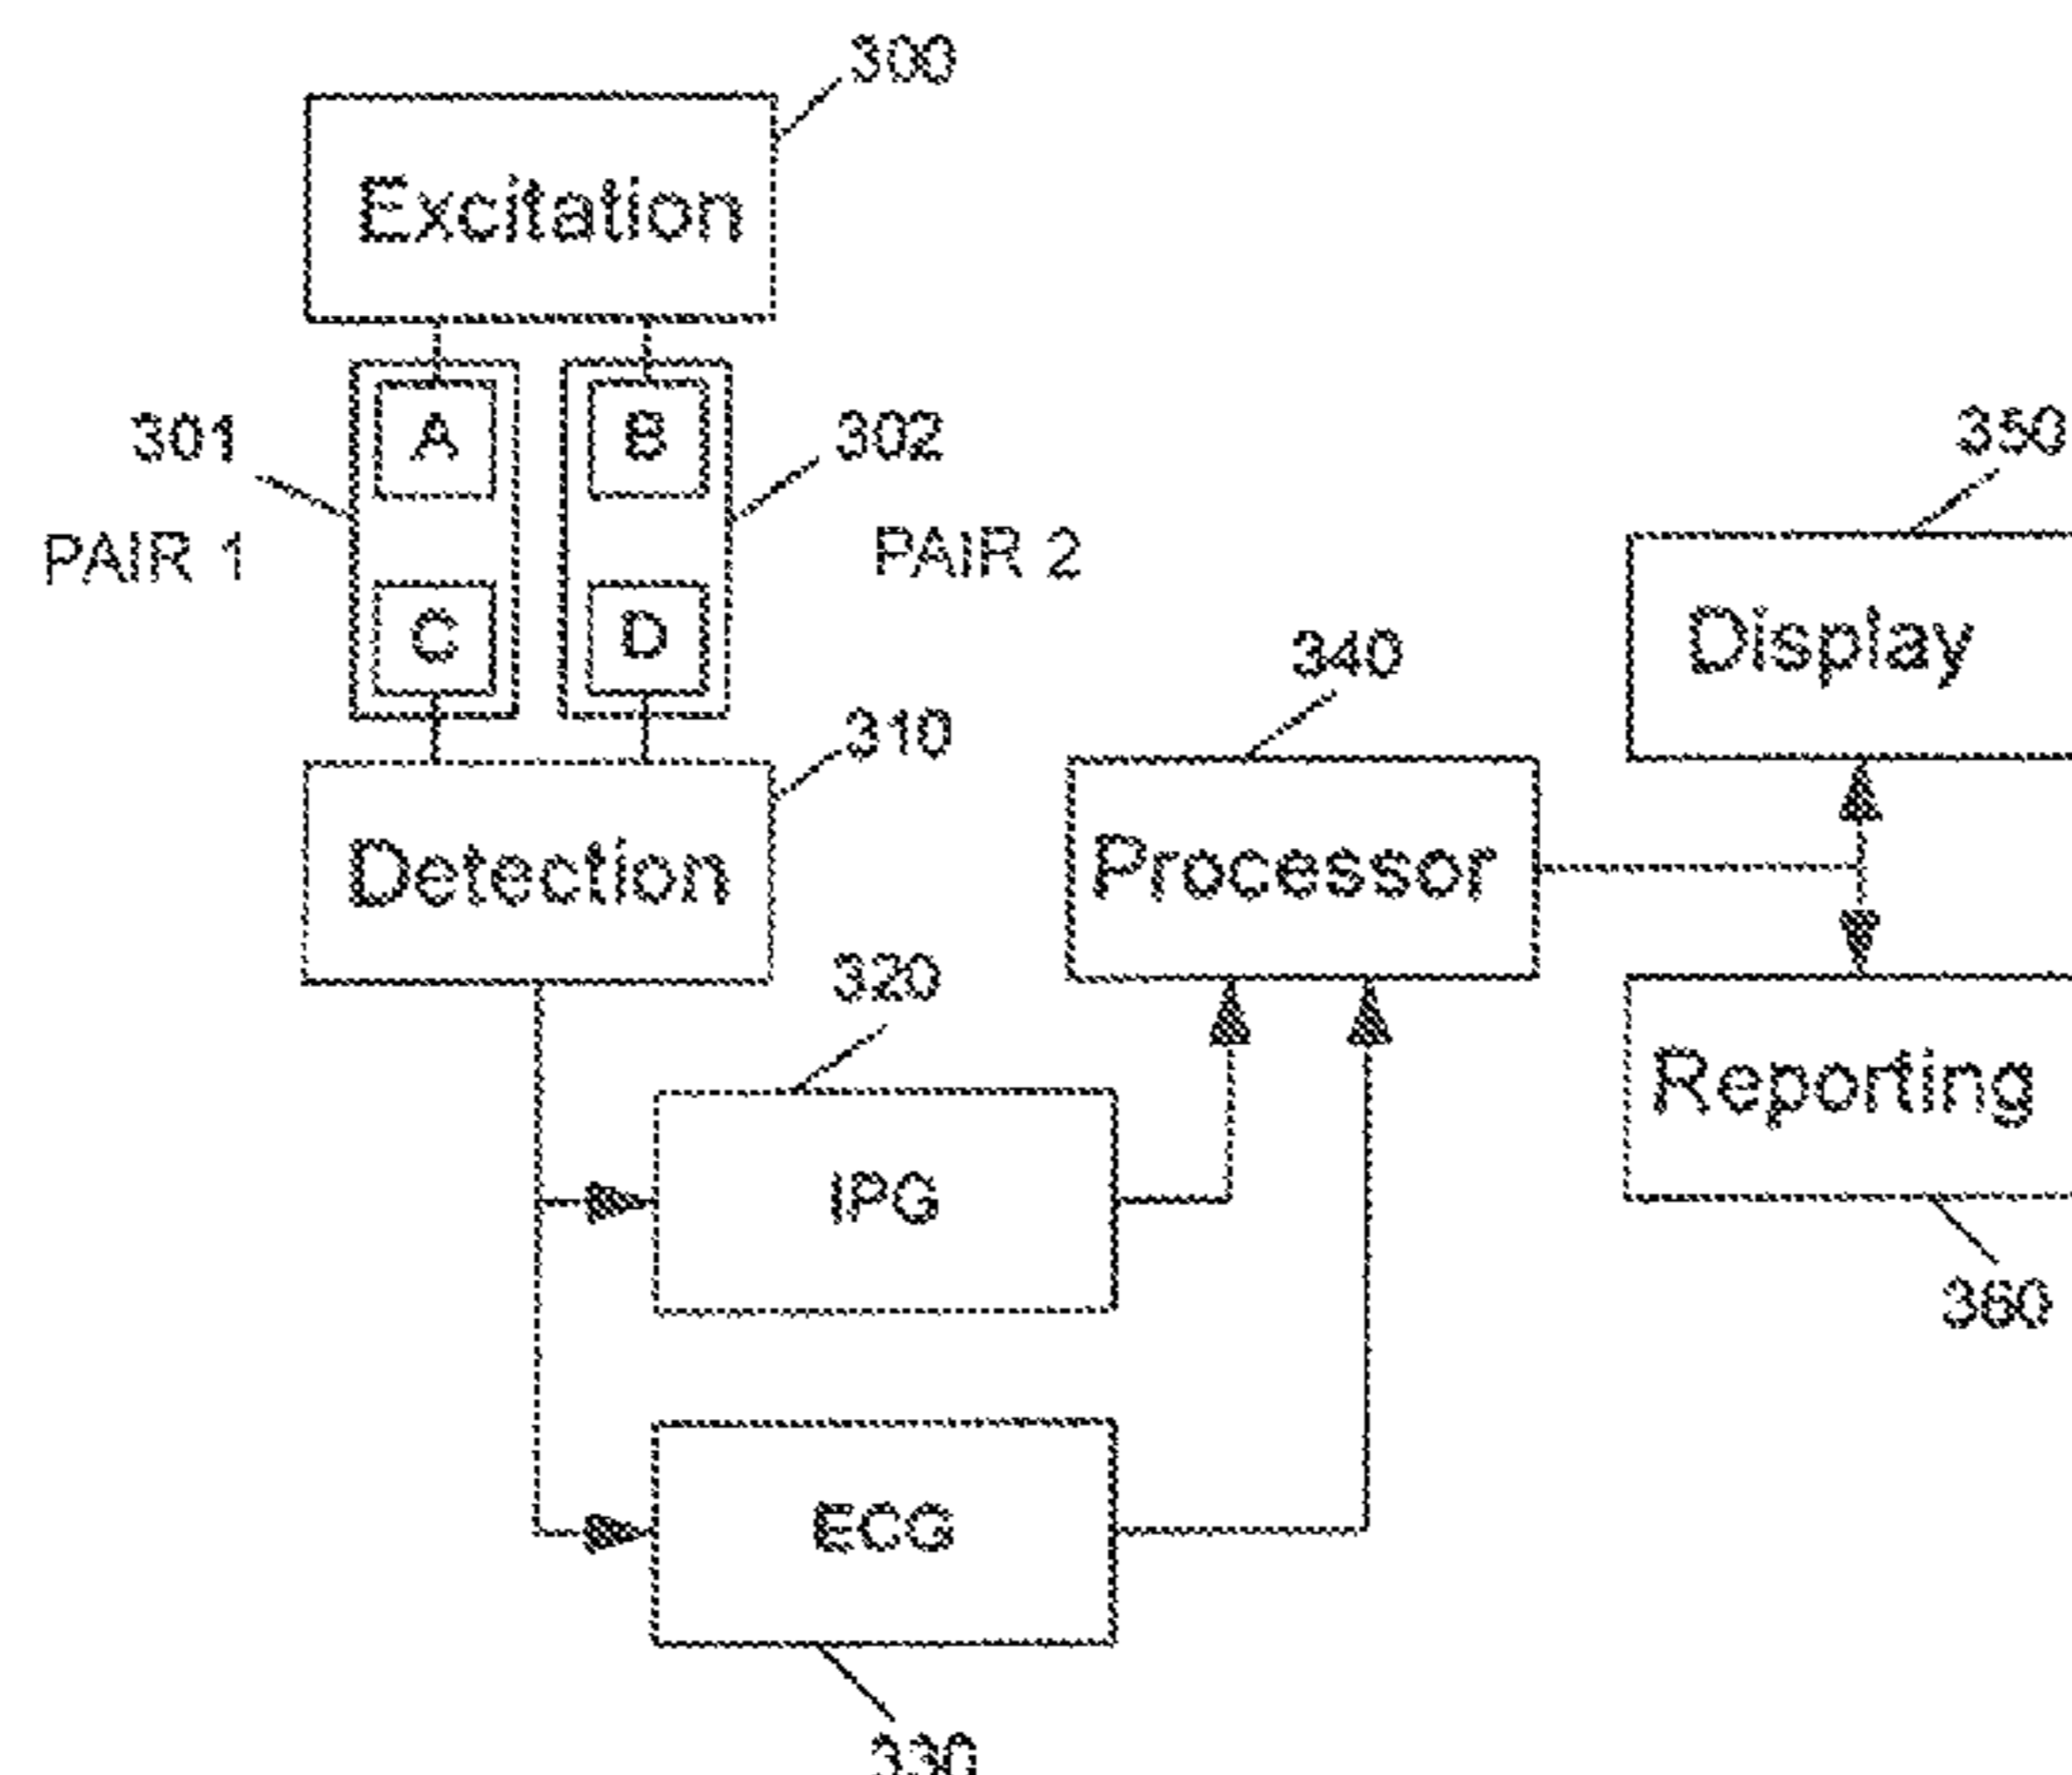 300
Excitation
301
A
B
302
PAIR 1
PAIR 2
C
D
310
Detection
320
340
Processor
350
Display
Reporting
360
IPG
ECG
330